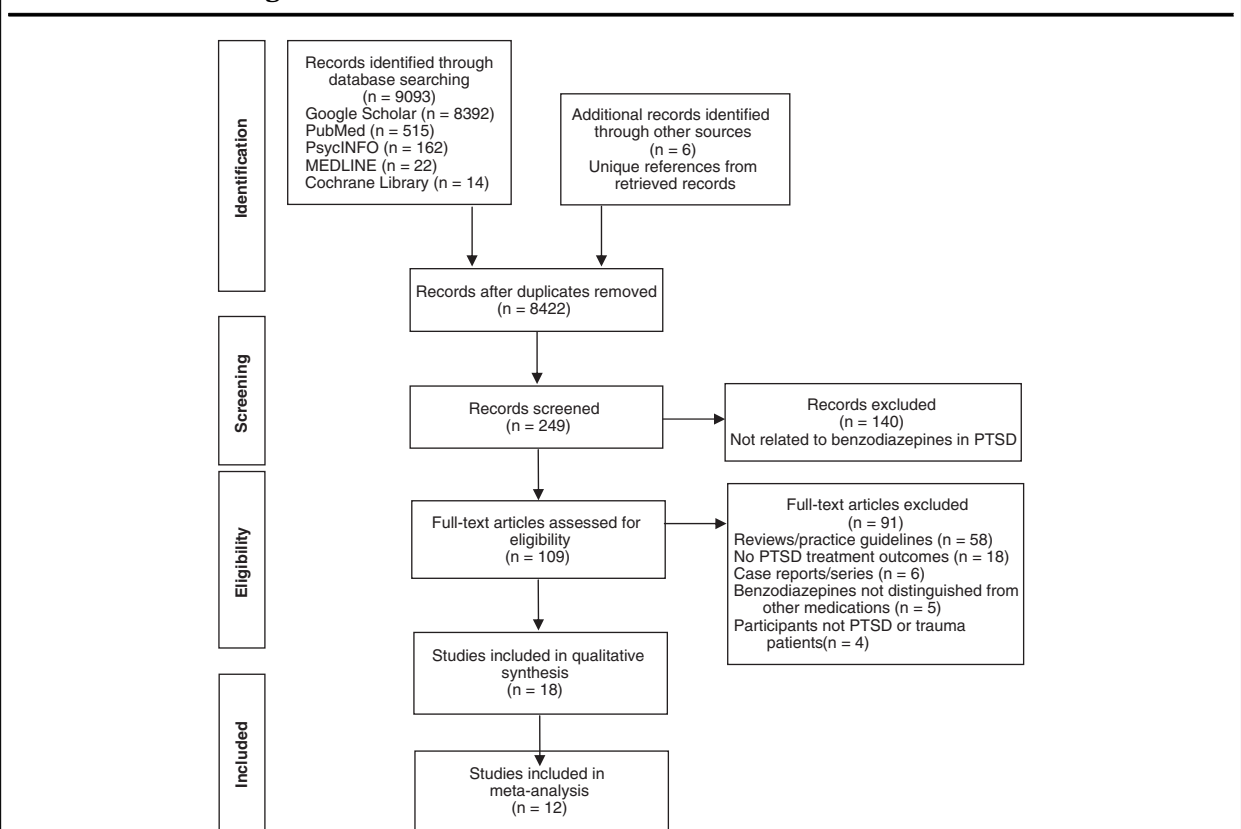 Identification
Records identified through
database searching
(n = 9093)
Google Scholar (n = 8392)
PubMed (n = 515)
PsycINFO (n = 162)
MEDLINE (n = 22)
Cochrane Library (n = 14)
Additional records identified
through other sources
(n = 6)
Unique references from
retrieved records
Records after duplicates removed
(n = 8422)
Screening
Records screened
(n = 249)
Records excluded
(n = 140)
Not related to benzodiazepines in PTSD
Eligibility
Full-text articles assessed for
eligibility
(n = 109)
Full-text articles excluded
(n = 91)
Reviews/practice guidelines (n = 58)
No PTSD treatment outcomes (n = 18)
Case reports/series (n = 6)
Benzodiazepines not distinguished from
other medications (n = 5)
Participants not PTSD or trauma
patients(n = 4)
Studies included in qualitative
synthesis
(n = 18)
Included
Studies included in
meta-analysis
(n = 12)